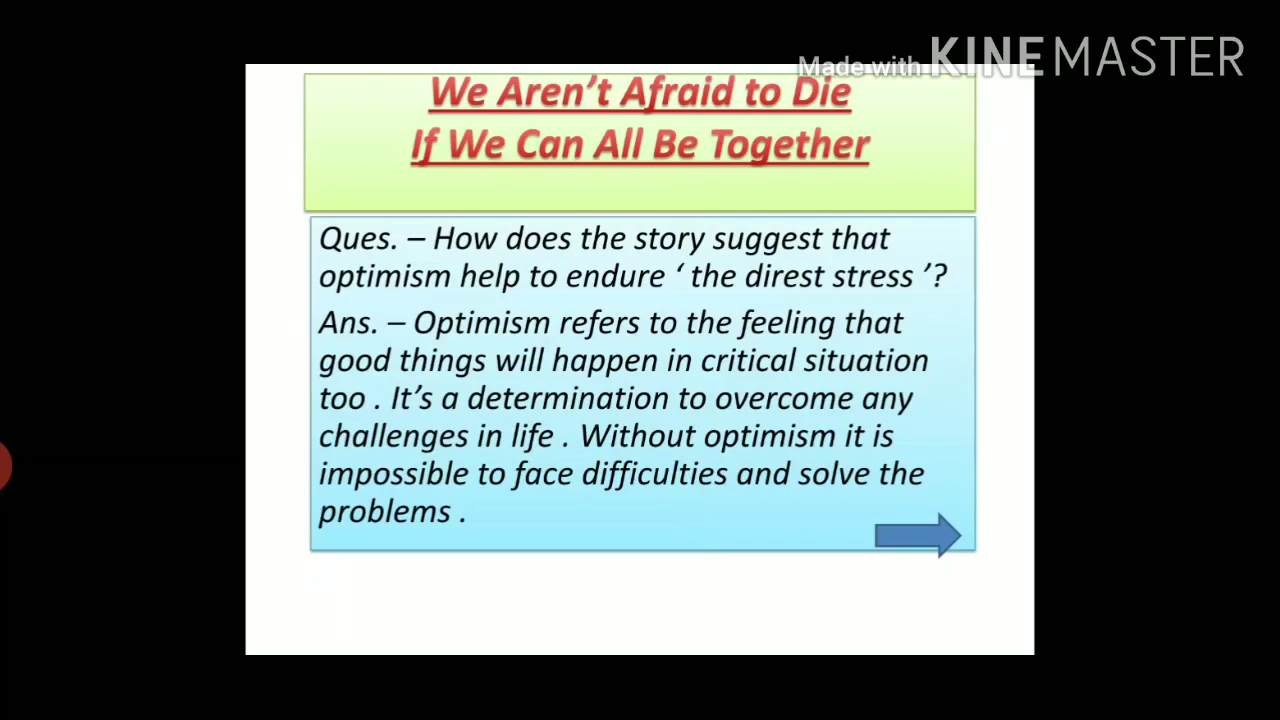 Made with KINEMASTER
We Aren't Afraid to Die
If We Can All Be Together
Ques. – How does the story suggest that
optimism help to endure ‘ the direst stress ’?
Ans. – Optimism refers to the feeling that
good things will happen in critical situation
too . It’s a determination to overcome any
challenges in life . Without optimism it is
impossible to face difficulties and solve the
problems .